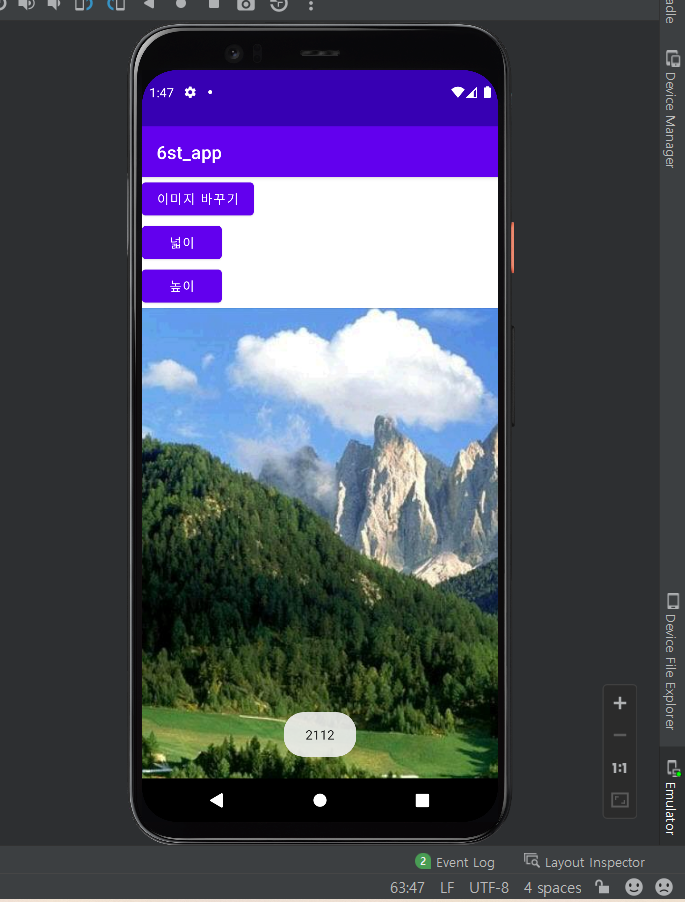 1:47
6st_app
이미지 바꾸기
넓이
높이
2112
Device Manager
Device File Explorer
1:1
Emulator
2 Event Log
Layout Inspector
63:47 LF UTF-8 4 spaces